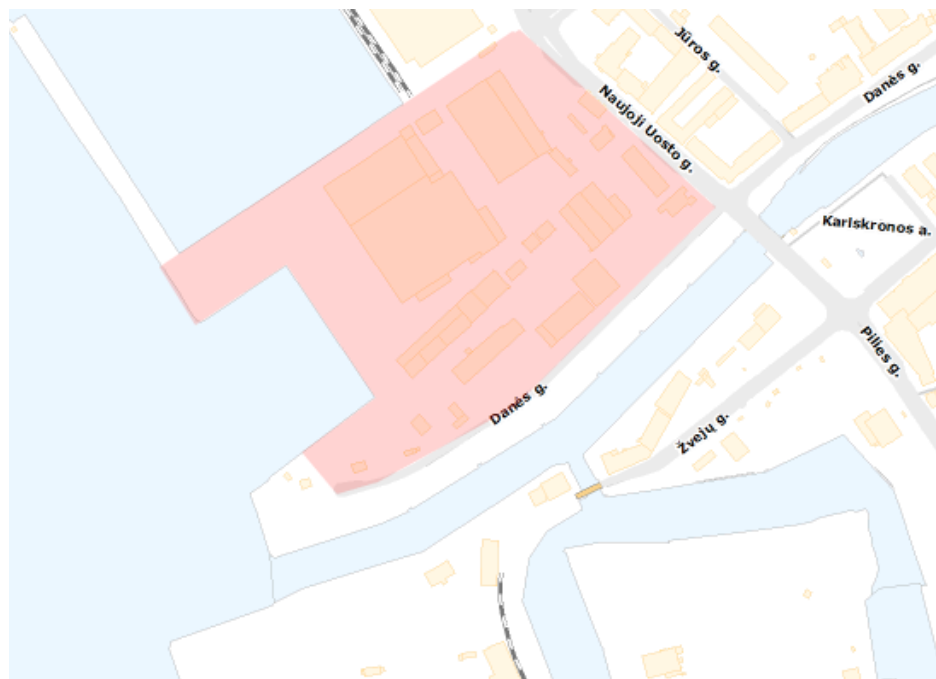 Jūros g.
Danės g.
Naujoji Uosto g.
Karlskronos a.
Pilies g.
Danės g.
Žvejų g.